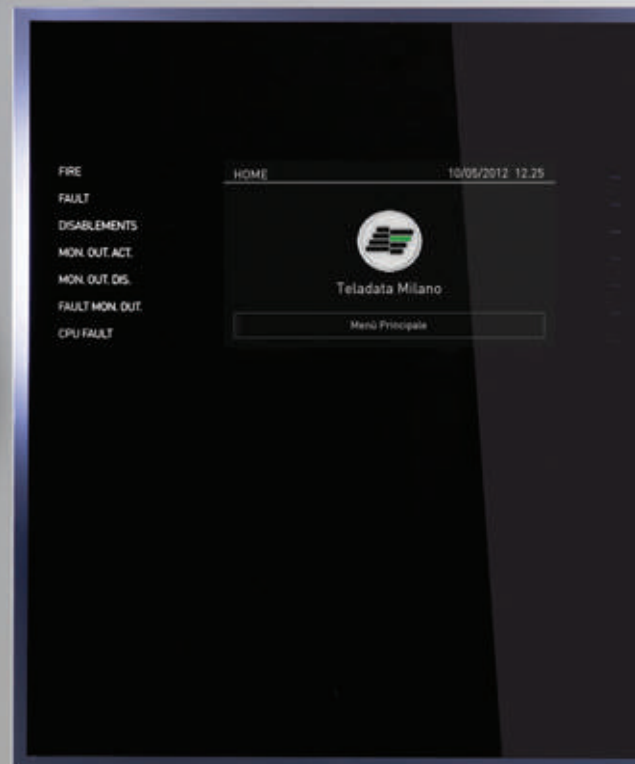 FIRE
FAULT
DISABLEMENTS
MON. OUT. ACT.
MON. OUT. DIS.
FAULT MON. OUT.
CPU FAULT
HOME 10/05/2012 12.25
Teladata Milano
Menù Principale